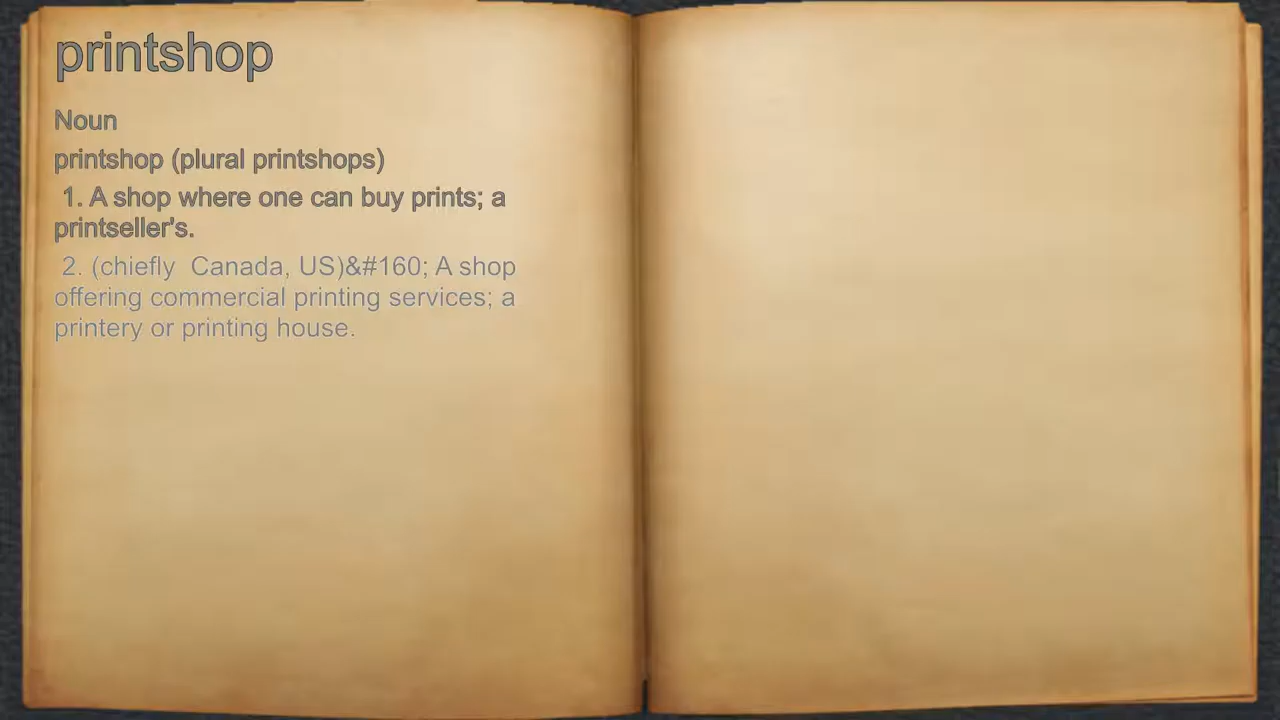 printshop
Noun
printshop (plural printshops)
1. A shop where one can buy prints; a
printseller's.
2. (chiefly  Canada, US)&#160; A shop
offering commercial printing services; a
printery or printing house.